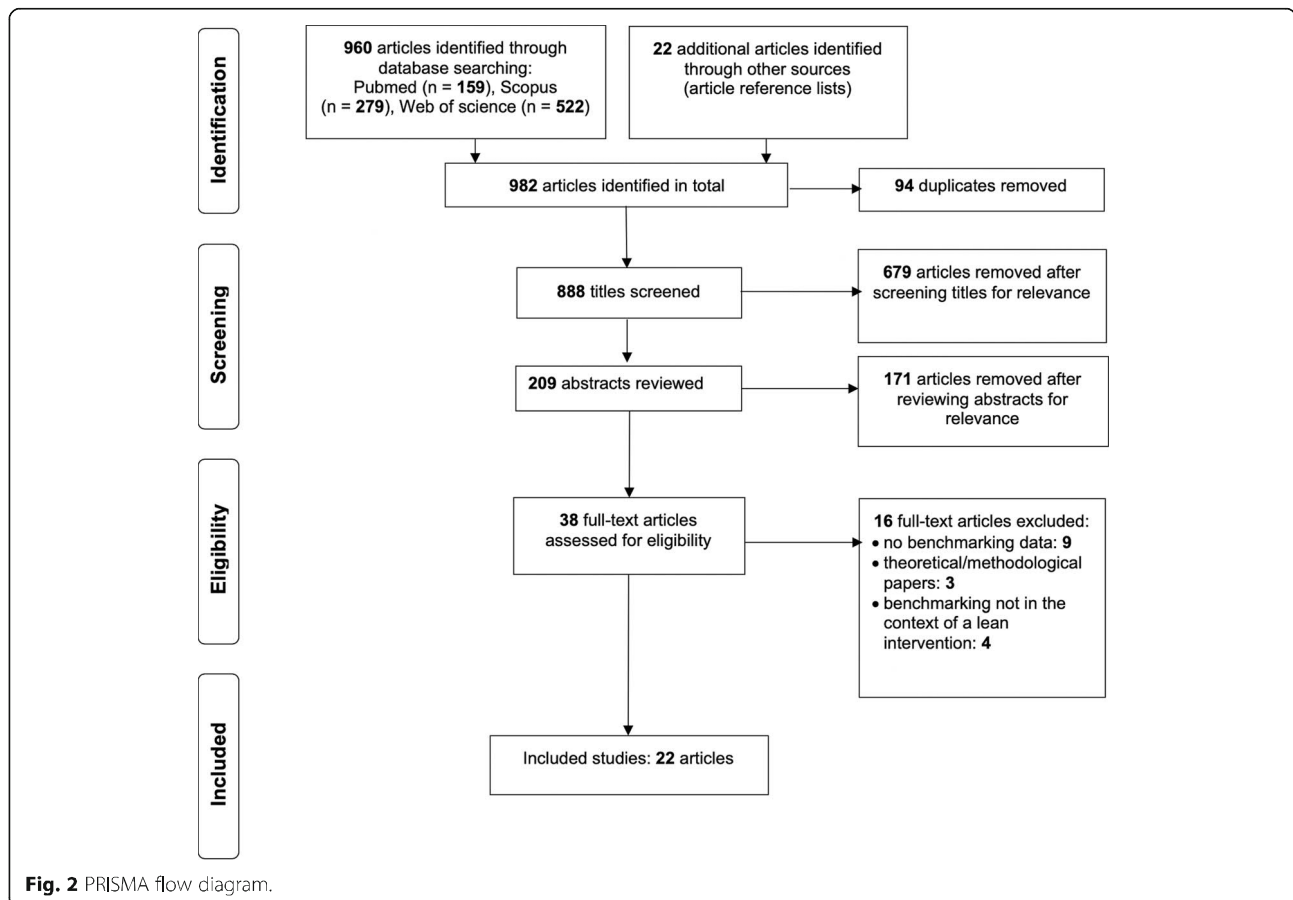 Identification
960 articles identified through
database searching:
Pubmed (n = 159), Scopus
(n = 279), Web of science (n = 522)
22 additional articles identified
through other sources
(article reference lists)
982 articles identified in total
94 duplicates removed
Screening
888 titles screened
679 articles removed after
screening titles for relevance
209 abstracts reviewed
171 articles removed after
reviewing abstracts for
relevance
Eligibility
38 full-text articles
assessed for eligibility
16 full-text articles excluded:
• no benchmarking data: 9
• theoretical/methodological
papers: 3
• benchmarking not in the
context of a lean
intervention: 4
Included
Included studies: 22 articles
Fig. 2 PRISMA flow diagram.